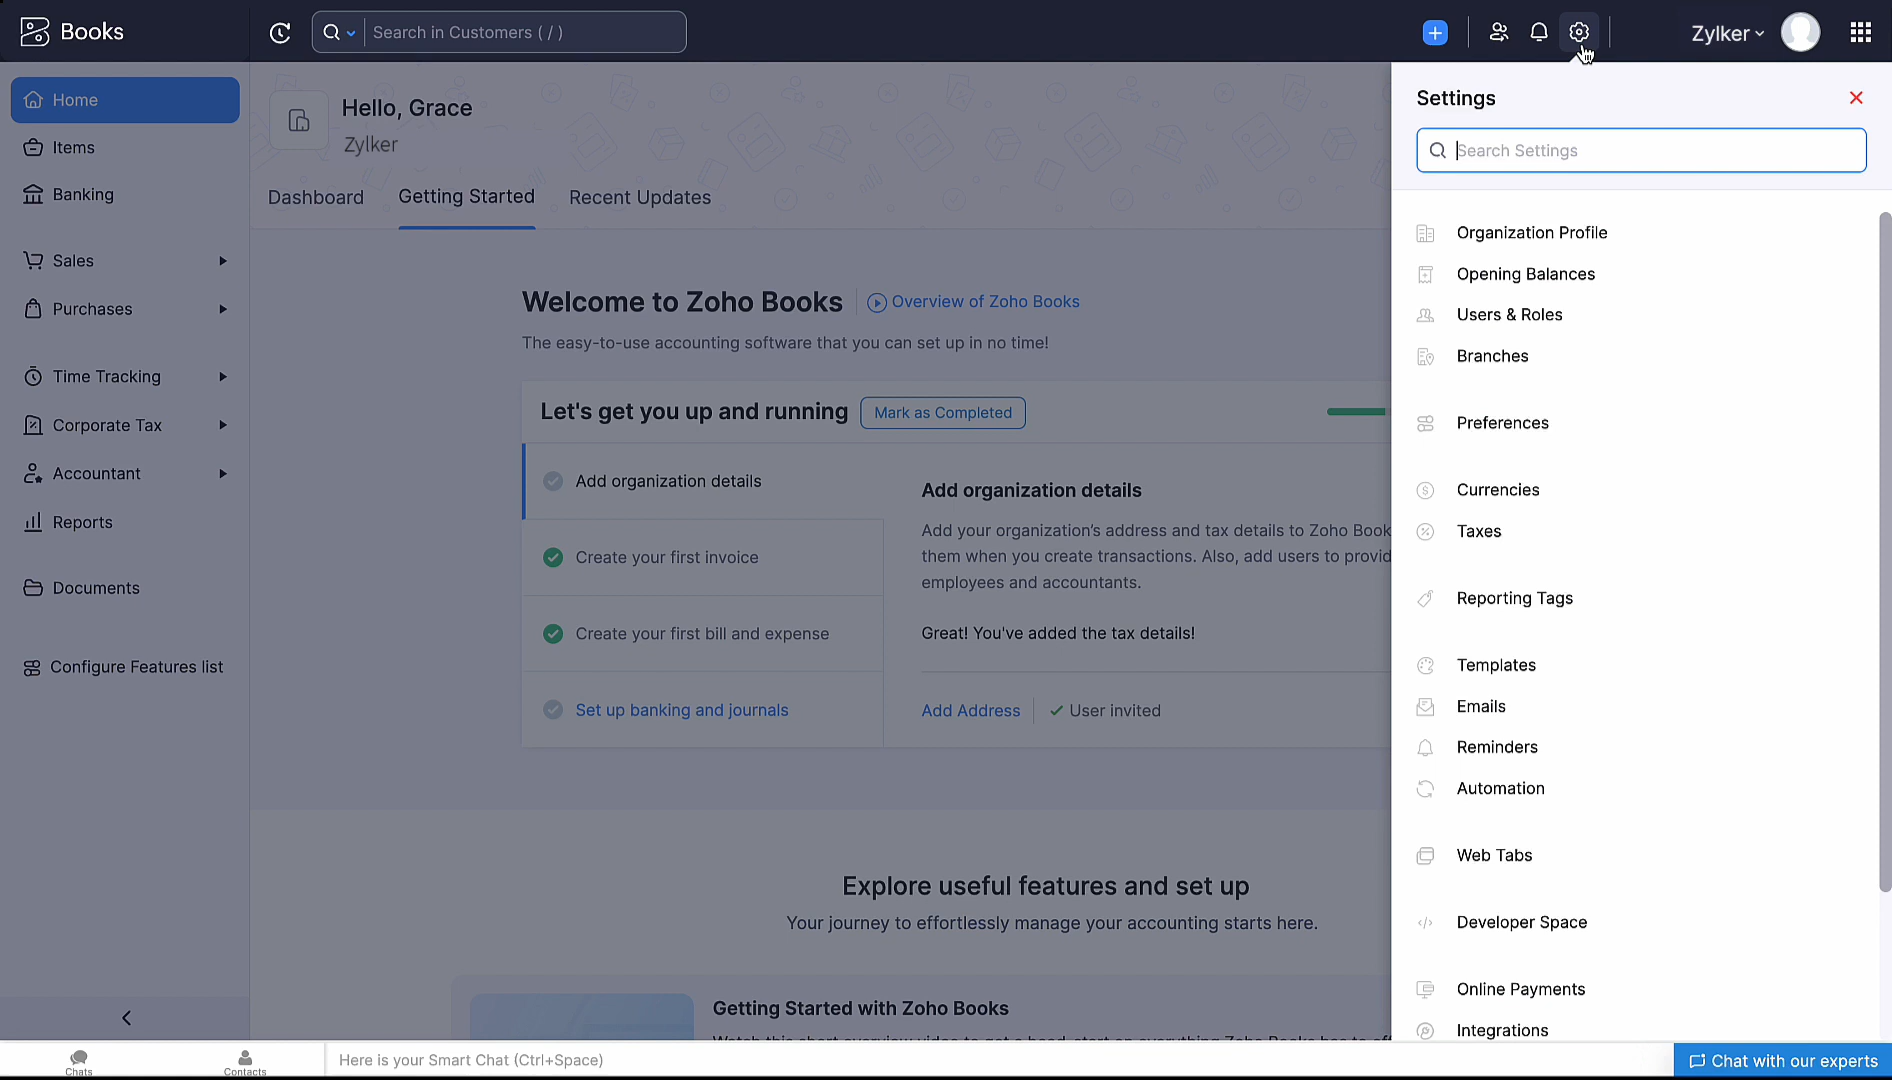 Books
Search in Customers ( / )
Zylker
Home
Items
Banking
Sales
Purchases
Time Tracking
Corporate Tax
Accountant
Reports
Documents
Configure Features list
Hello, Grace
Zylker
Dashboard
Getting Started
Recent Updates
Welcome to Zoho Books
Overview of Zoho Books
The easy-to-use accounting software that you can set up in no time!
Let's get you up and running
Mark as Completed
Add organization details
Create your first invoice
Create your first bill and expense
Set up banking and journals
Add organization details
Add your organization's address and tax details to Zoho Book
them when you create transactions. Also, add users to provid
employees and accountants.
Great! You've added the tax details!
Add Address
User invited
Explore useful features and set up
Your journey to effortlessly manage your accounting starts here.
Getting Started with Zoho Books
Settings
Search Settings
Organization Profile
Opening Balances
Users & Roles
Branches
Preferences
Currencies
Taxes
Reporting Tags
Templates
Emails
Reminders
Automation
Web Tabs
Developer Space
Online Payments
Integrations
Chats
Contacts
Here is your Smart Chat (Ctrl+Space)
Chat with our experts